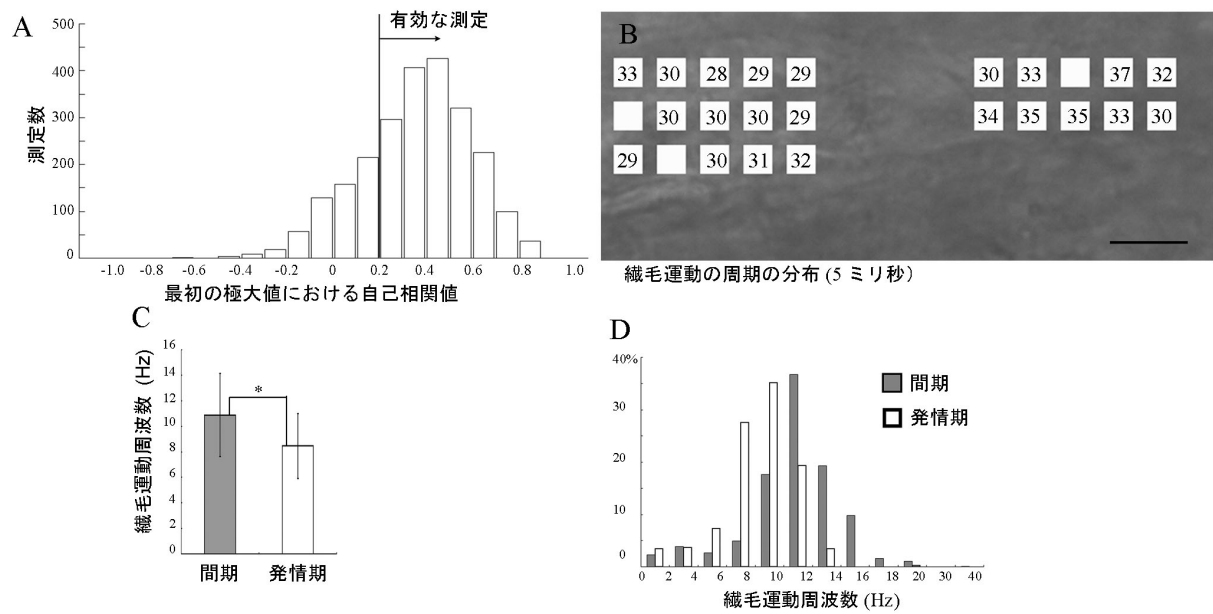 A
有効な測定
500
400
300
200
100
0
測定数
-1.0 -0.8 -0.6 -0.4 -0.2 0 0.2 0.4 0.6 0.8 1.0
最初の極大値における自己相関値
B
33 30 28 29 29
30 30 30 29
29 30 31 32
30 33 37 32
34 35 35 33 30
繊毛運動の周期の分布 (5 ミリ秒)
C
16
14
12
10
8
6
4
2
0
繊毛運動周波数 (Hz)
*
間期 発情期
D
40%
30
20
10
0
間期
発情期
0 2 4 6 8 10 12 14 16 18 20 30 40
繊毛運動周波数 (Hz)